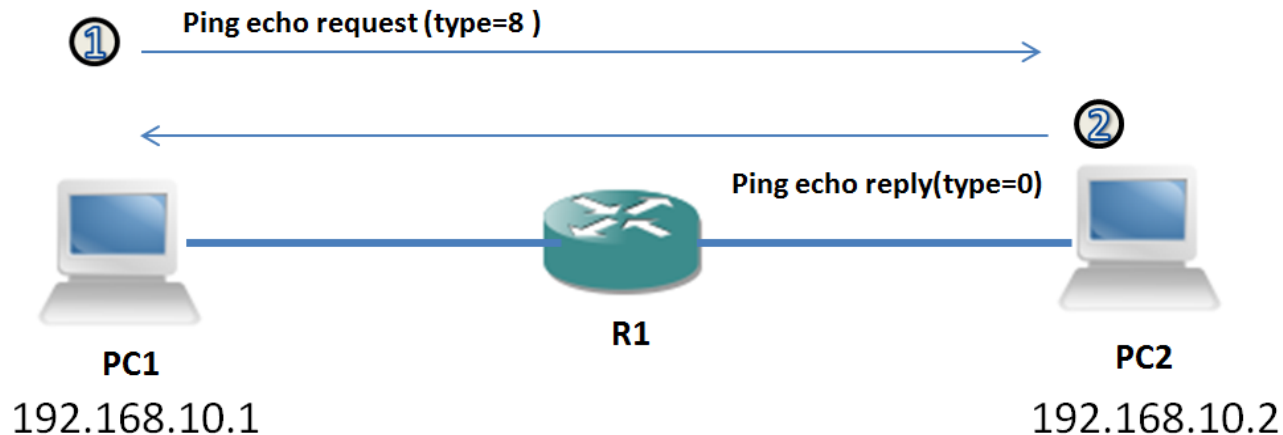 Ping echo request (type=8 )
1
2
Ping echo reply(type=0)
R1
PC1
PC2
192.168.10.1
192.168.10.2